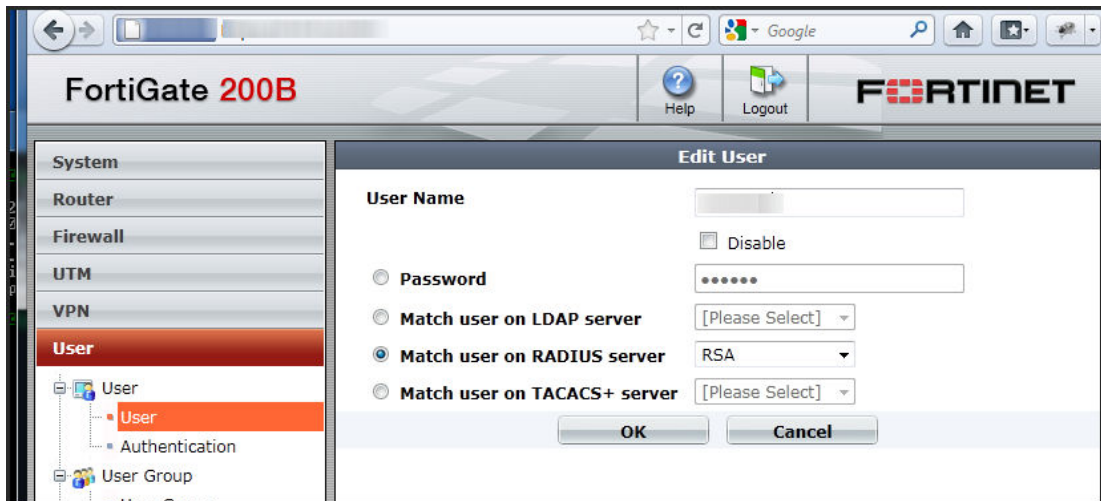 Google
FortiGate 200B
Help
Logout
FORTINET
System
Router
Firewall
UTM
VPN
User
User
User
Authentication
User Group
Edit User
User Name
Disable
Password
Match user on LDAP server [Please Select]
Match user on RADIUS server RSA
Match user on TACACS+ server [Please Select]
OK Cancel